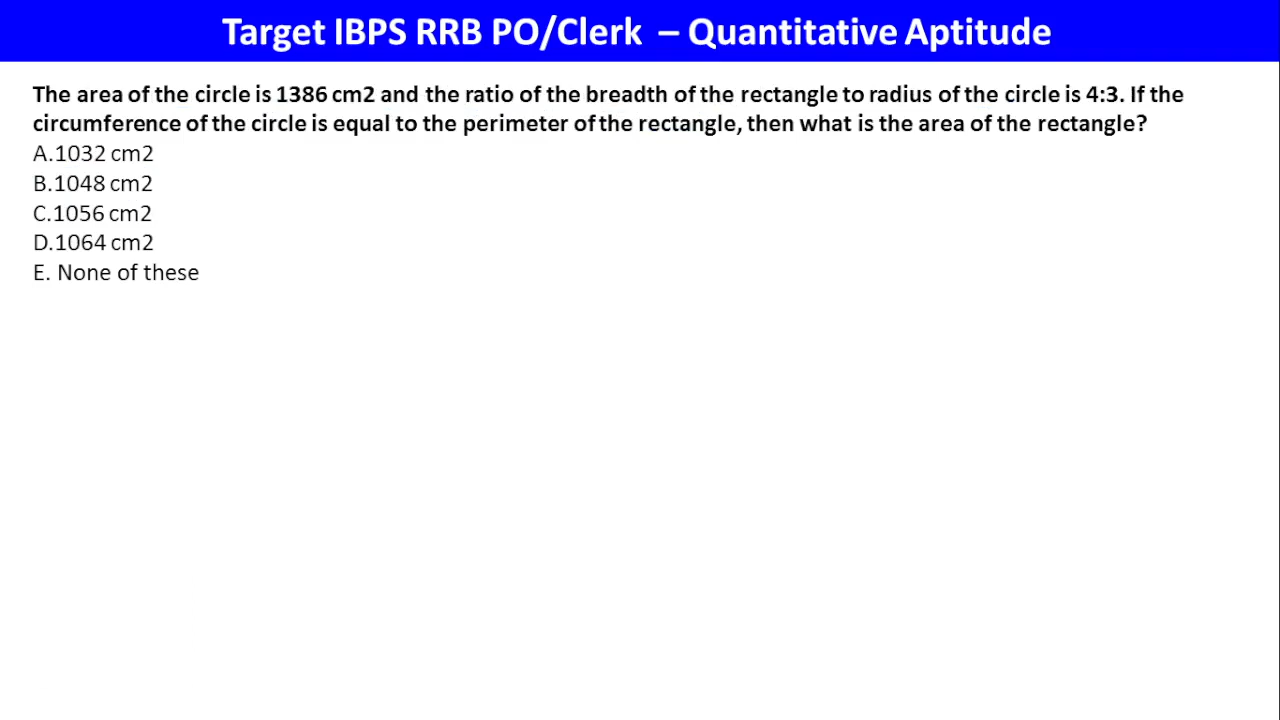 Target IBPS RRB PO/Clerk – Quantitative Aptitude
The area of the circle is 1386 cm2 and the ratio of the breadth of the rectangle to radius of the circle is 4:3. If the
circumference of the circle is equal to the perimeter of the rectangle, then what is the area of the rectangle?
A.1032 cm2
B.1048 cm2
C.1056 cm2
D.1064 cm2
E. None of these